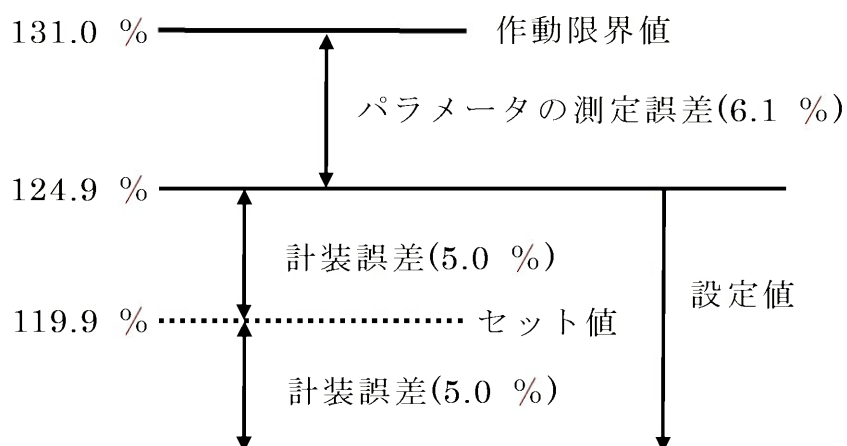 131.0 % 作動限界値
パラメータの測定誤差(6.1 %)
124.9 %
計装誤差(5.0 %)
設定値
119.9 % セット値
計装誤差(5.0 %)